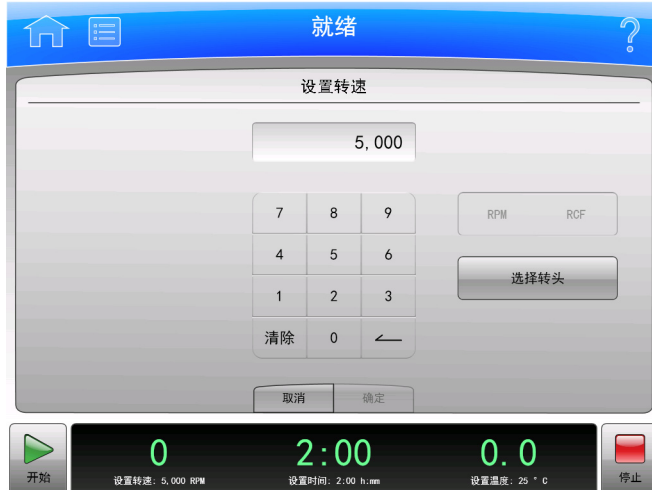 就绪
?
设置转速
5,000
7 8 9
RPM RCF
4 5 6
选择转头
1 2 3
清除 0
取消 确定
0 2:00 0.0
开始 设置转速: 5,000 RPM 设置时间: 2:00 h:mm 设置温度: 25 ° C 停止